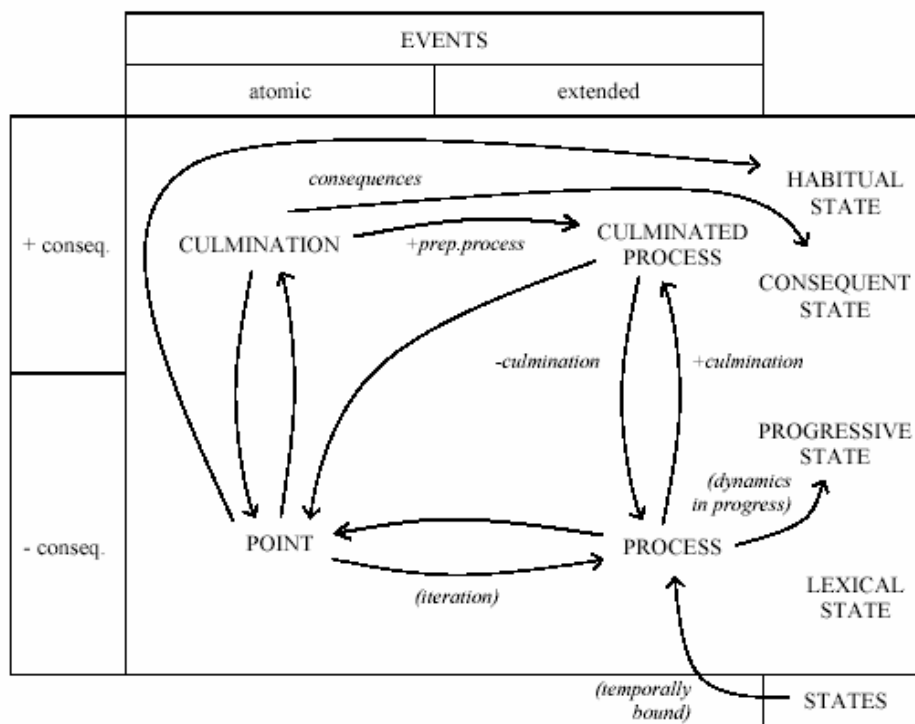 EVENTS
atomic
extended
HABITUAL
STATE
consequences
+ conseq.
CULMINATION
+prep.process
CULMINATED
PROCESS
CONSEQUENT
STATE
-culmination
+culmination
PROGRESSIVE
STATE
(dynamics
in progress)
- conseq.
POINT
PROCESS
(iteration)
LEXICAL
STATE
(temporally
bound)
STATES